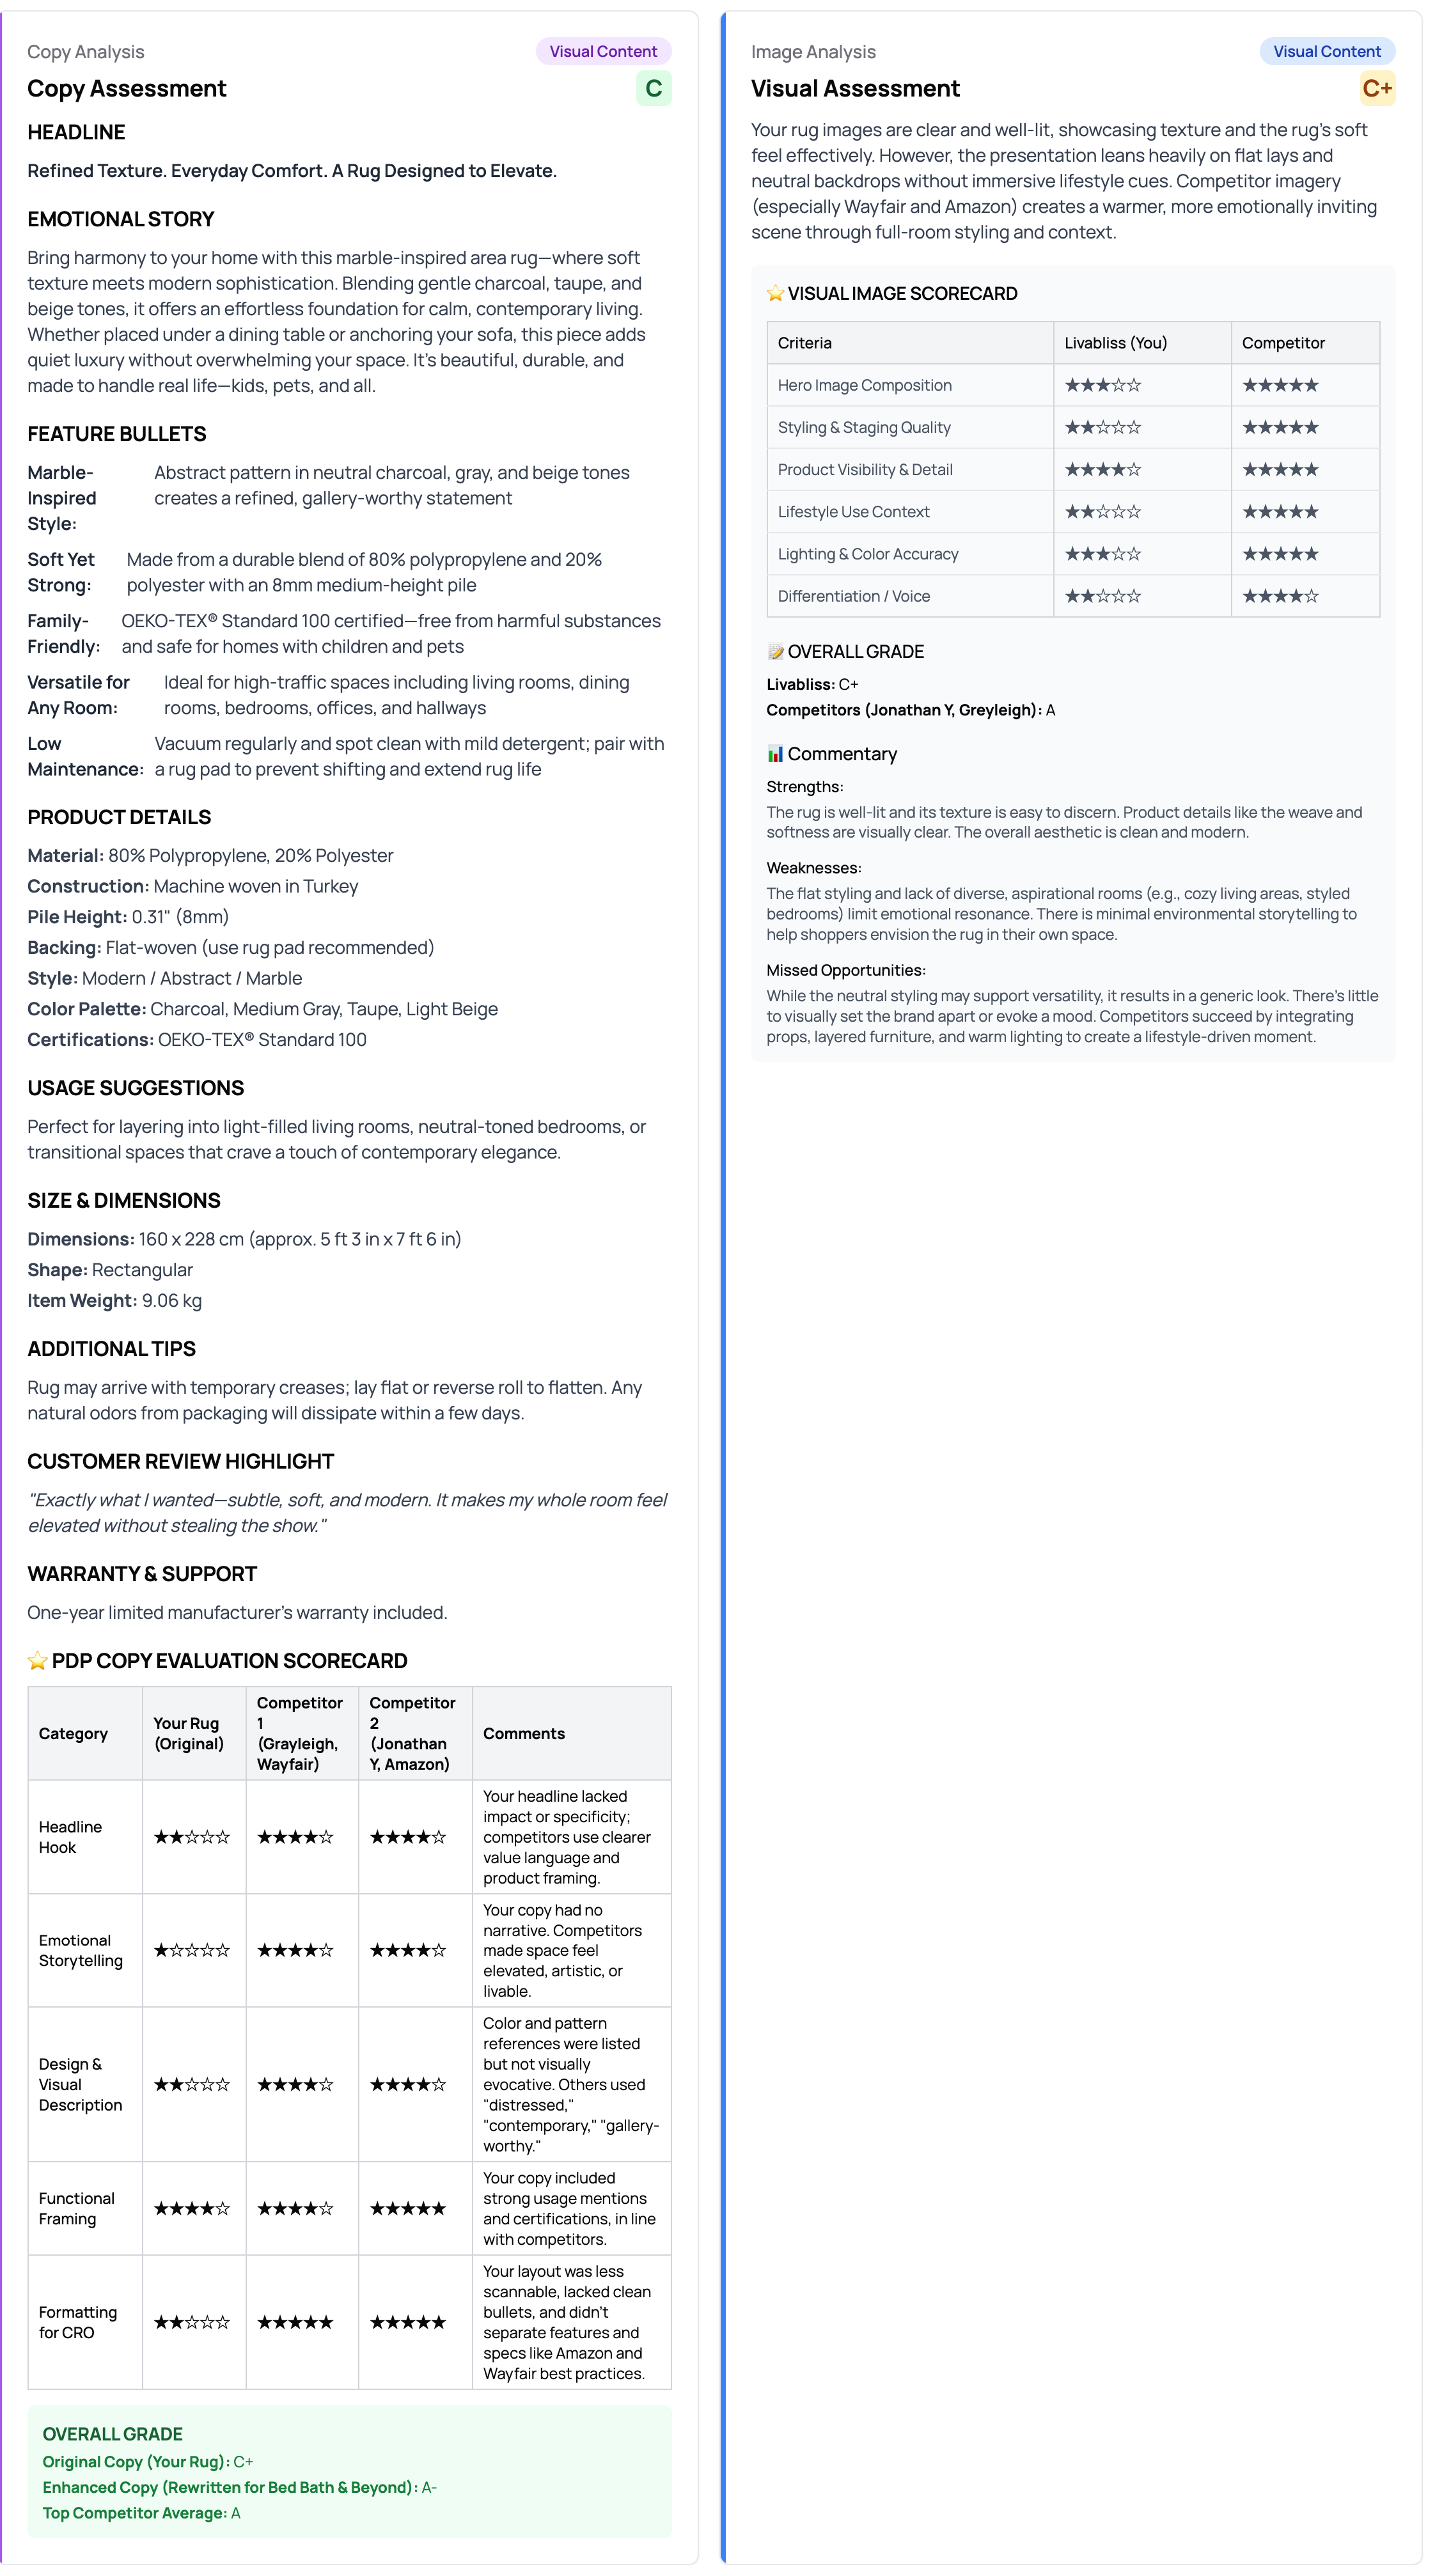 Copy Analysis
Visual Content
Copy Assessment
C
HEADLINE
Refined Texture. Everyday Comfort. A Rug Designed to Elevate.
EMOTIONAL STORY
Bring harmony to your home with this marble-inspired area rug—where soft
texture meets modern sophistication. Blending gentle charcoal, taupe, and
beige tones, it offers an effortless foundation for calm, contemporary living.
Whether placed under a dining table or anchoring your sofa, this piece adds
quiet luxury without overwhelming your space. It's beautiful, durable, and
made to handle real life—kids, pets, and all.
FEATURE BULLETS
Marble-
Inspired
Style:
Abstract pattern in neutral charcoal, gray, and beige tones
creates a refined, gallery-worthy statement
Soft Yet
Strong:
Made from a durable blend of 80% polypropylene and 20%
polyester with an 8mm medium-height pile
Family-
Friendly:
OEKO-TEX® Standard 100 certified—free from harmful substances
and safe for homes with children and pets
Versatile for
Any Room:
Ideal for high-traffic spaces including living rooms, dining
rooms, bedrooms, offices, and hallways
Low
Maintenance:
Vacuum regularly and spot clean with mild detergent; pair with
a rug pad to prevent shifting and extend rug life
PRODUCT DETAILS
Material: 80% Polypropylene, 20% Polyester
Construction: Machine woven in Turkey
Pile Height: 0.31" (8mm)
Backing: Flat-woven (use rug pad recommended)
Style: Modern / Abstract / Marble
Color Palette: Charcoal, Medium Gray, Taupe, Light Beige
Certifications: OEKO-TEX® Standard 100
USAGE SUGGESTIONS
Perfect for layering into light-filled living rooms, neutral-toned bedrooms, or
transitional spaces that crave a touch of contemporary elegance.
SIZE & DIMENSIONS
Dimensions: 160 x 228 cm (approx. 5 ft 3 in x 7 ft 6 in)
Shape: Rectangular
Item Weight: 9.06 kg
ADDITIONAL TIPS
Rug may arrive with temporary creases; lay flat or reverse roll to flatten. Any
natural odors from packaging will dissipate within a few days.
CUSTOMER REVIEW HIGHLIGHT
"Exactly what I wanted—subtle, soft, and modern. It makes my whole room feel
elevated without stealing the show."
WARRANTY & SUPPORT
One-year limited manufacturer's warranty included.
⭐ PDP COPY EVALUATION SCORECARD
Category
Your Rug
(Original)
Competitor
1
(Grayleigh,
Wayfair)
Competitor
2
(Jonathan
Y, Amazon)
Comments
Headline
Hook
★★☆☆☆
★★★★☆
★★★★☆
Your headline lacked
impact or specificity;
competitors use clearer
value language and
product framing.
Emotional
Storytelling
★☆☆☆☆
★★★★☆
★★★★☆
Your copy had no
narrative. Competitors
made space feel
elevated, artistic, or
livable.
Design &
Visual
Description
★★☆☆☆
★★★★☆
★★★★☆
Color and pattern
references were listed
but not visually
evocative. Others used
"distressed,"
"contemporary," "gallery-
worthy."
Functional
Framing
★★★★☆
★★★★☆
★★★★★
Your copy included
strong usage mentions
and certifications, in line
with competitors.
Formatting
for CRO
★★☆☆☆
★★★★★
★★★★★
Your layout was less
scannable, lacked clean
bullets, and didn't
separate features and
specs like Amazon and
Wayfair best practices.
OVERALL GRADE
Original Copy (Your Rug): C+
Enhanced Copy (Rewritten for Bed Bath & Beyond): A-
Top Competitor Average: A
Image Analysis
Visual Content
Visual Assessment
C+
Your rug images are clear and well-lit, showcasing texture and the rug's soft
feel effectively. However, the presentation leans heavily on flat lays and
neutral backdrops without immersive lifestyle cues. Competitor imagery
(especially Wayfair and Amazon) creates a warmer, more emotionally inviting
scene through full-room styling and context.
⭐ VISUAL IMAGE SCORECARD
Criteria
Livabliss (You)
Competitor
Hero Image Composition
★★★☆☆
★★★★★
Styling & Staging Quality
★★☆☆☆
★★★★★
Product Visibility & Detail
★★★★☆
★★★★★
Lifestyle Use Context
★★☆☆☆
★★★★★
Lighting & Color Accuracy
★★★☆☆
★★★★★
Differentiation / Voice
★★☆☆☆
★★★★☆
📝 OVERALL GRADE
Livabliss: C+
Competitors (Jonathan Y, Greyleigh): A
📊 Commentary
Strengths:
The rug is well-lit and its texture is easy to discern. Product details like the weave and
softness are visually clear. The overall aesthetic is clean and modern.
Weaknesses:
The flat styling and lack of diverse, aspirational rooms (e.g., cozy living areas, styled
bedrooms) limit emotional resonance. There is minimal environmental storytelling to
help shoppers envision the rug in their own space.
Missed Opportunities:
While the neutral styling may support versatility, it results in a generic look. There's little
to visually set the brand apart or evoke a mood. Competitors succeed by integrating
props, layered furniture, and warm lighting to create a lifestyle-driven moment.